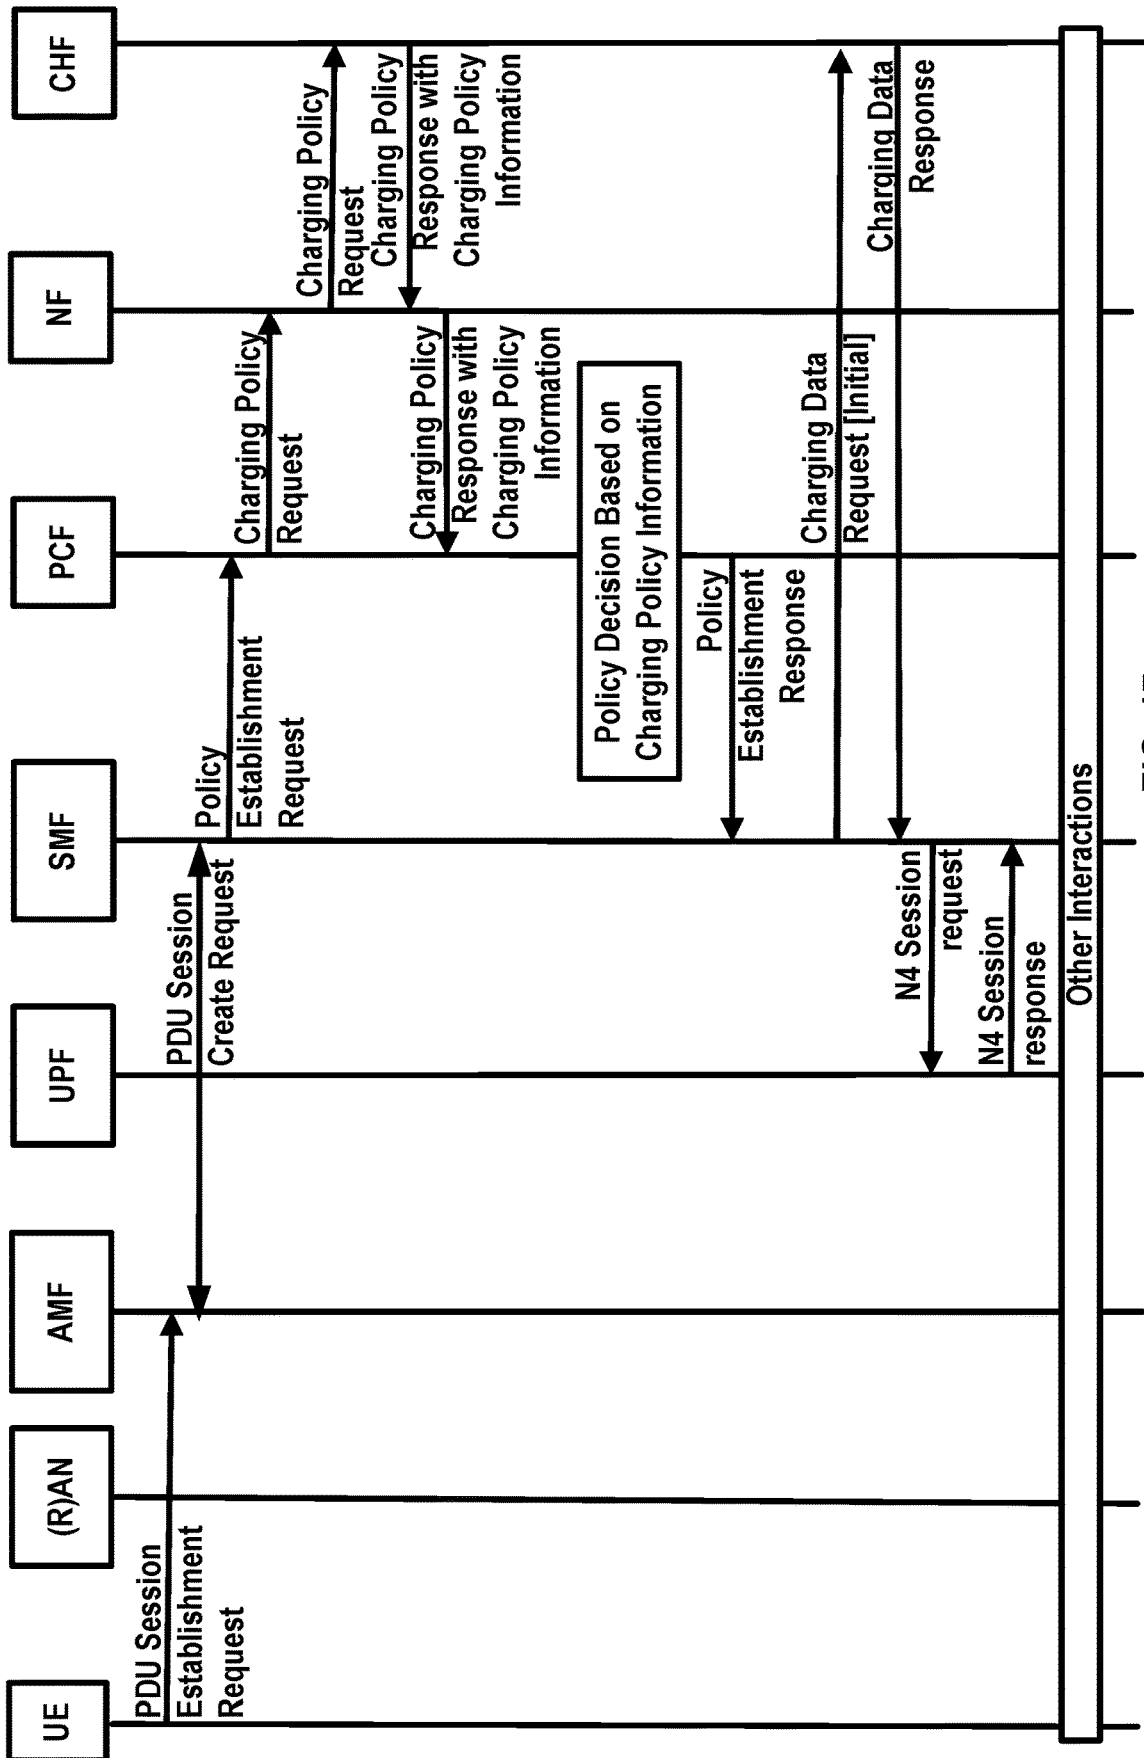 UE
(R)AN
AMF
UPF
SMF
PCF
NF
CHF
PDU Session
Establishment
Request
PDU Session
Create Request
Policy
Establishment
Request
Charging Policy
Request
Charging Policy
Request
Charging Policy
Response with
Charging Policy
Information
Charging Policy
Response with
Charging Policy
Information
Policy Decision Based on
Charging Policy Information
Policy
Establishment
Response
Charging Data
Request [Initial]
Charging Data
Response
N4 Session
request
N4 Session
response
Other Interactions